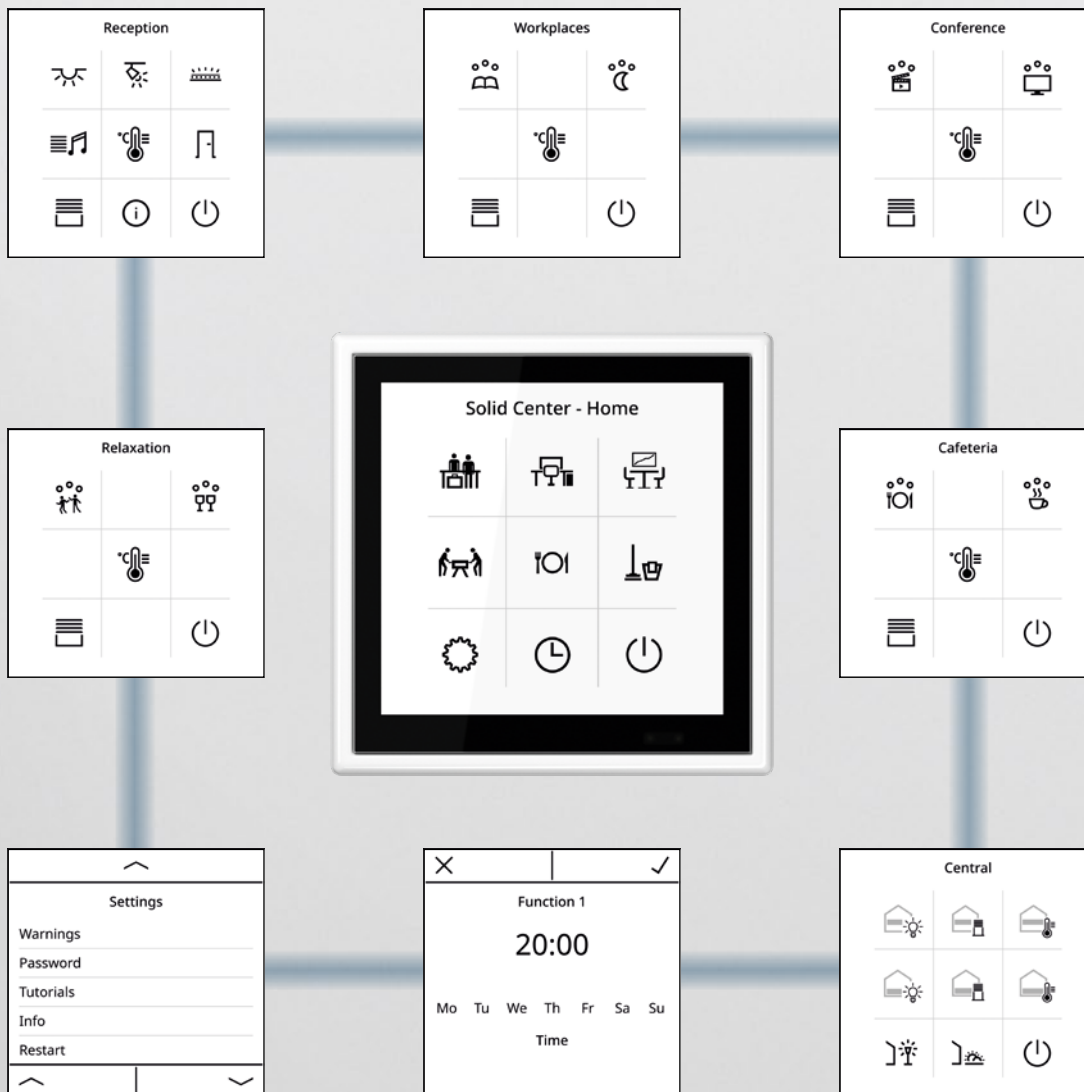 Reception
Workplaces
Conference
°C
°C
°C
Relaxation
Solid Center - Home
Cafeteria
°C
°C
Settings
Warnings
Password
Tutorials
Info
Restart
Function 1
20:00
Mo Tu We Th Fr Sa Su
Time
Central